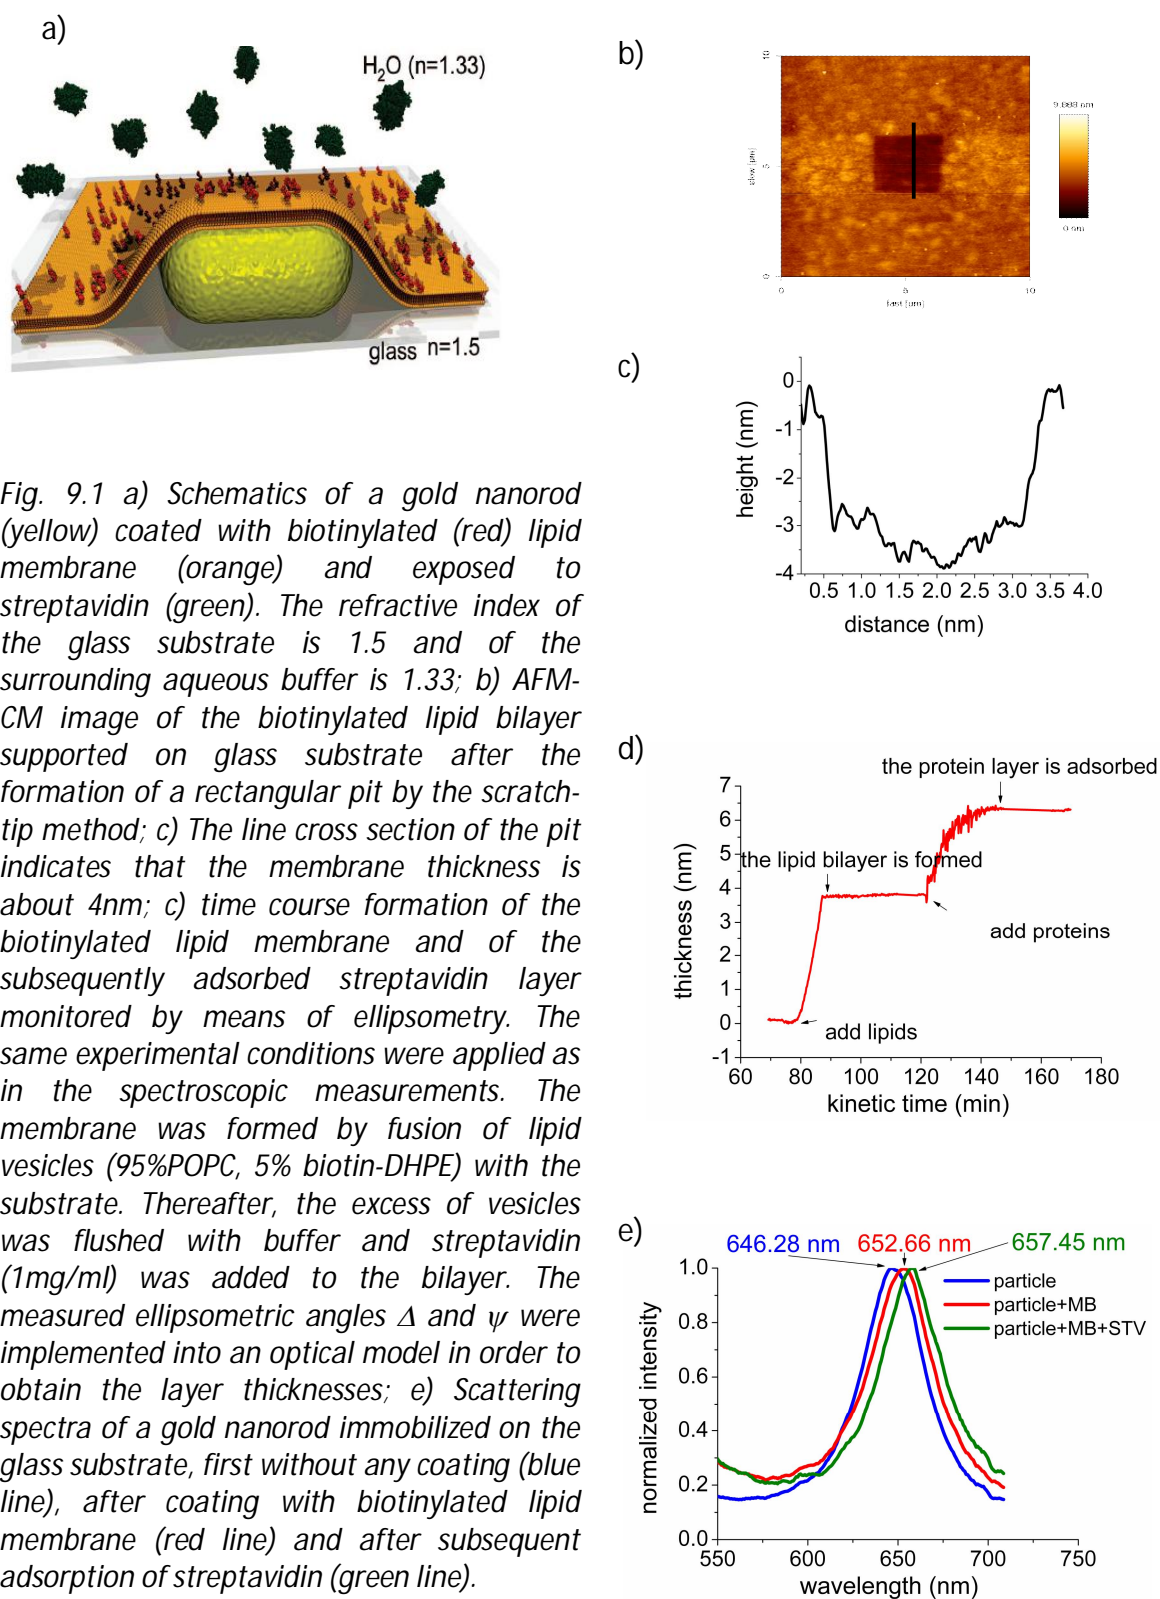 a)
H2O (n=1.33)
glass n=1.5
Fig. 9.1 a) Schematics of a gold nanorod
(yellow) coated with biotinylated (red) lipid
membrane (orange) and exposed to
streptavidin (green). The refractive index of
the glass substrate is 1.5 and of the
surrounding aqueous buffer is 1.33; b) AFM-
CM image of the biotinylated lipid bilayer
supported on glass substrate after the
formation of a rectangular pit by the scratch-
tip method; c) The line cross section of the pit
indicates that the membrane thickness is
about 4nm; c) time course formation of the
biotinylated lipid membrane and of the
subsequently adsorbed streptavidin layer
monitored by means of ellipsometry. The
same experimental conditions were applied as
in the spectroscopic measurements. The
membrane was formed by fusion of lipid
vesicles (95%POPC, 5% biotin-DHPE) with the
substrate. Thereafter, the excess of vesicles
was flushed with buffer and streptavidin
(1mg/ml) was added to the bilayer. The
measured ellipsometric angles Δ and ψ were
implemented into an optical model in order to
obtain the layer thicknesses; e) Scattering
spectra of a gold nanorod immobilized on the
glass substrate, first without any coating (blue
line), after coating with biotinylated lipid
membrane (red line) and after subsequent
adsorption of streptavidin (green line).
b)
10
5
0
slow [µm]
5
10
fast [µm]
0 nm
c)
0
-1
-2
-3
-4
height (nm)
0.5 1.0 1.5 2.0 2.5 3.0 3.5 4.0
distance (nm)
d)
the protein layer is adsorbed
the lipid bilayer is formed
add proteins
add lipids
7
6
5
4
3
2
1
0
-1
thickness (nm)
60 80 100 120 140 160 180
kinetic time (min)
e)
646.28 nm 652.66 nm 657.45 nm
particle
particle+MB
particle+MB+STV
1.0
0.8
0.6
0.4
0.2
0.0
normalized intensity
550 600 650 700 750
wavelength (nm)